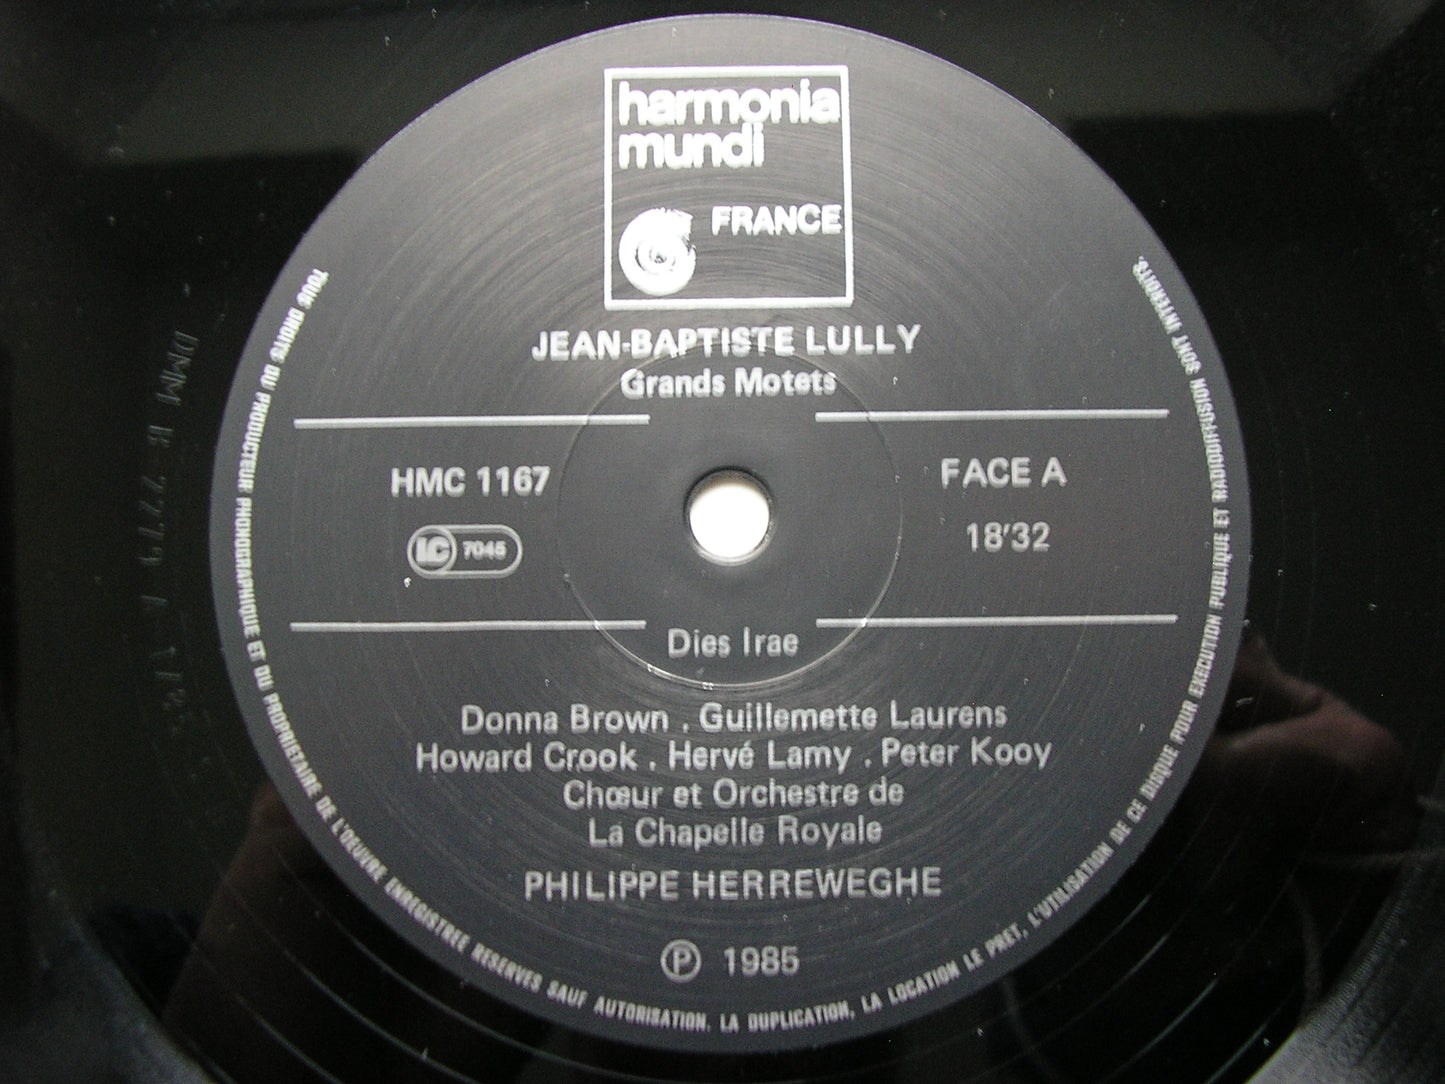 harmonia
mundi
FRANCE
JEAN-BAPTISTE LULLY
Grands Motets
HMC 1167
FACE A
LC 7045
18'32
Dies Irae
Donna Brown . Guillemette Laurens
Howard Crook . Hervé Lamy . Peter Kooy
Chœur et Orchestre de
La Chapelle Royale
PHILIPPE HERREWEGHE
℗ 1985
TOUS DROITS DU PRODUCTEUR PHONOGRAPHIQUE ET DU PROPRIETAIRE DE L'OEUVRE ENREGISTREE RESERVES SAUF AUTORISATION, LA DUPLICATION, LA LOCATION LE PRET, L'UTILISATION DE CE DISQUE POUR EXECUTION PUBLIQUE ET RADIODIFFUSION SONT INTERDITS.
DMM